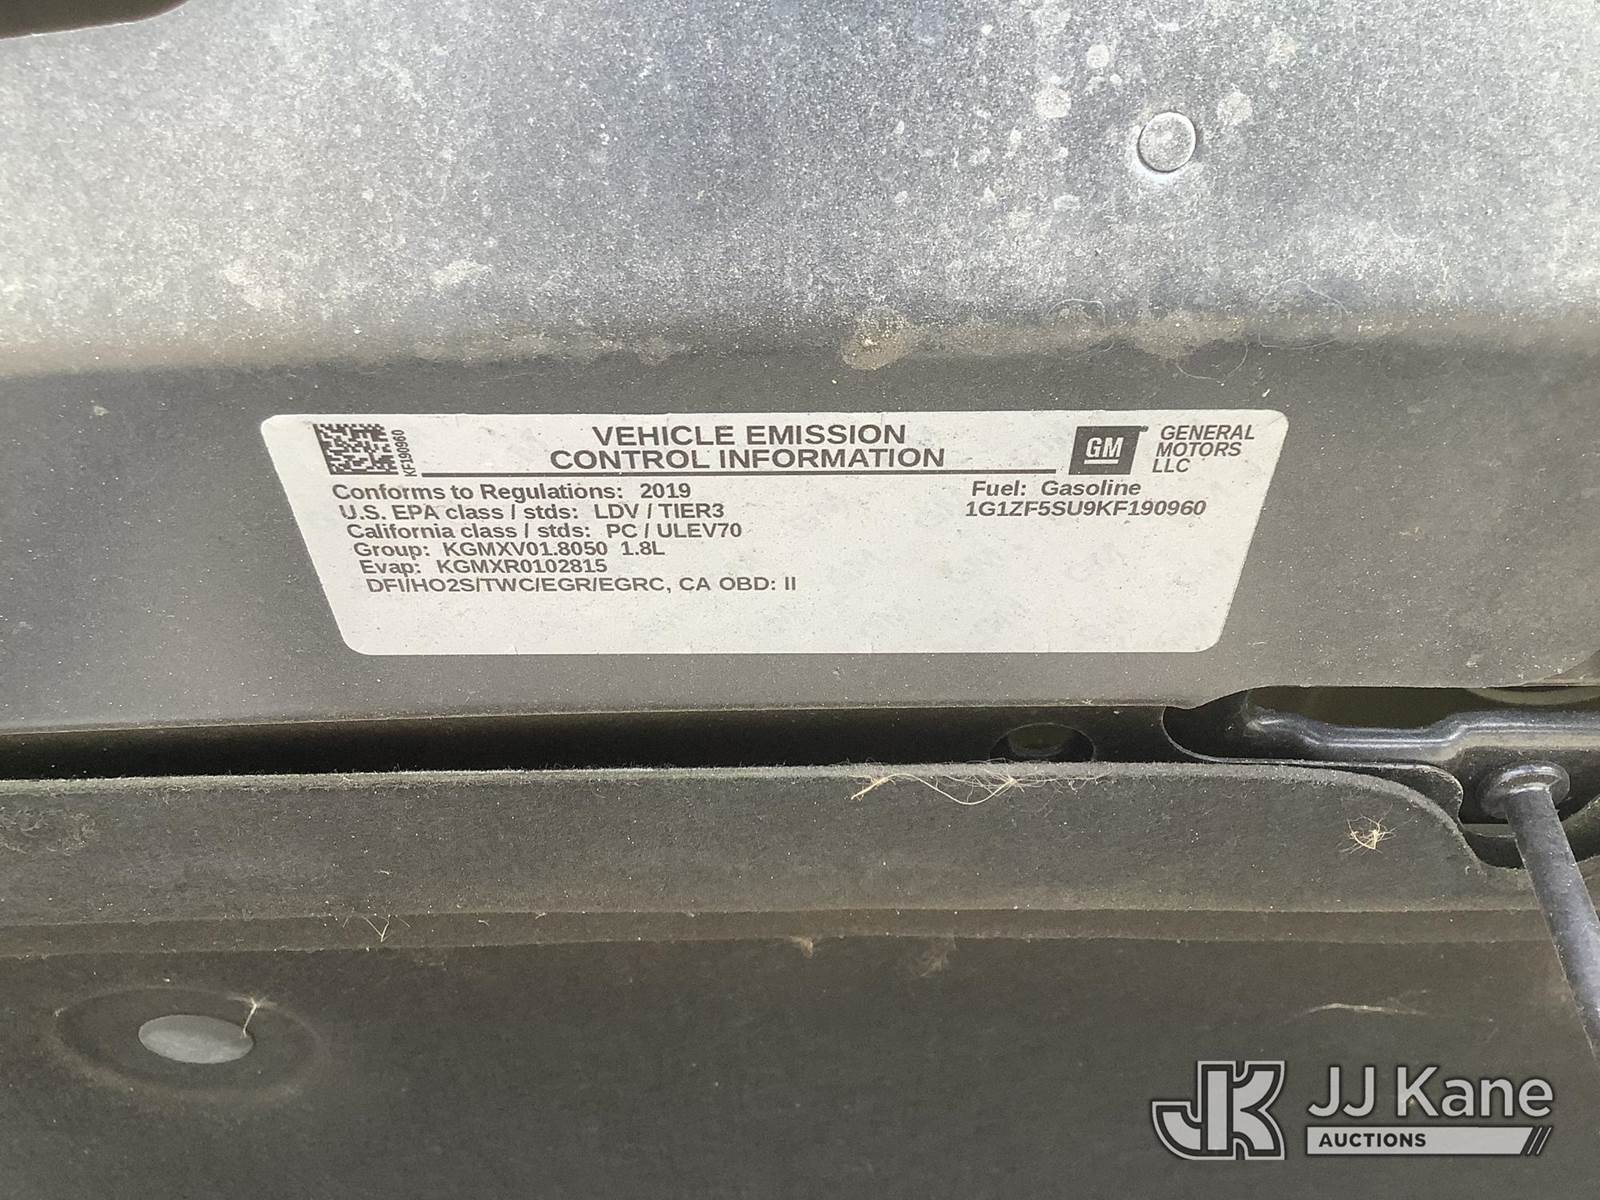 KF190960
VEHICLE EMISSION
CONTROL INFORMATION
GM
GENERAL
MOTORS
LLC
Conforms to Regulations: 2019
U.S. EPA class / stds: LDV / TIER3
California class / stds: PC / ULEV70
Group: KGMXV01.8050 1.8L
Evap: KGMXR0102815
DFI/HO2S/TWC/EGR/EGRC, CA OBD: II
Fuel: Gasoline
1G1ZF5SU9KF190960
JK
JJ Kane
AUCTIONS